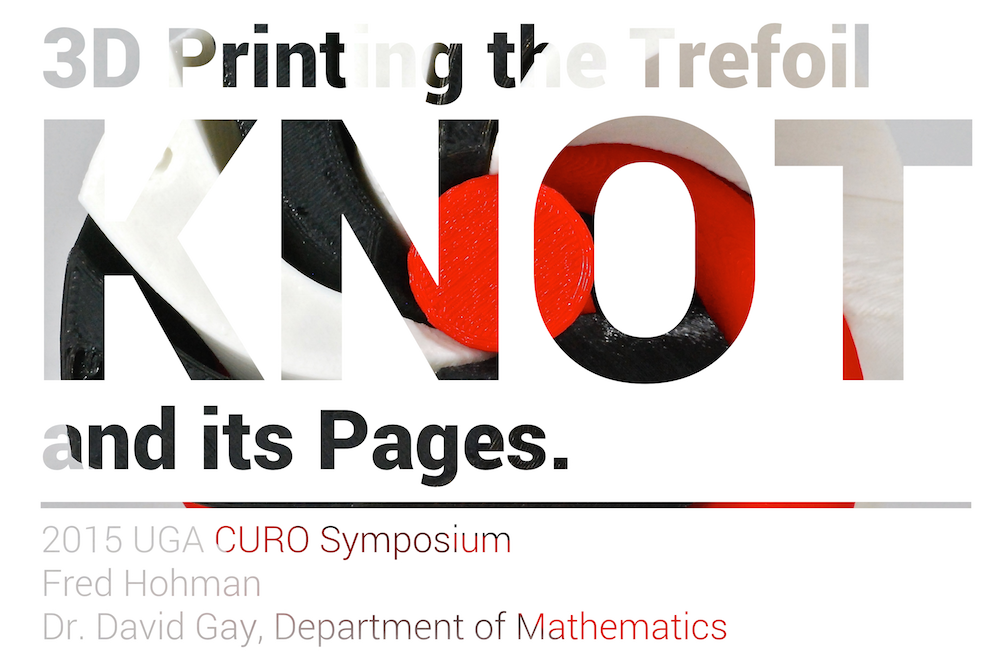 3D Printing the Trefoil
KNOT
and its Pages.
2015 UGA CURO Symposium
Fred Hohman
Dr. David Gay, Department of Mathematics